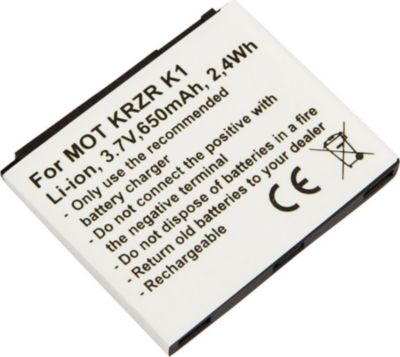 For MOT KRZR K1
Li-ion, 3.7V 650mAh, 2,4Wh
- Only use the correct
battery charger
- Do not connect the positive with
the negative terminal
- Do not dispose of batteries in a fire
- Return old batteries to your dealer
- Rechargeable
CE